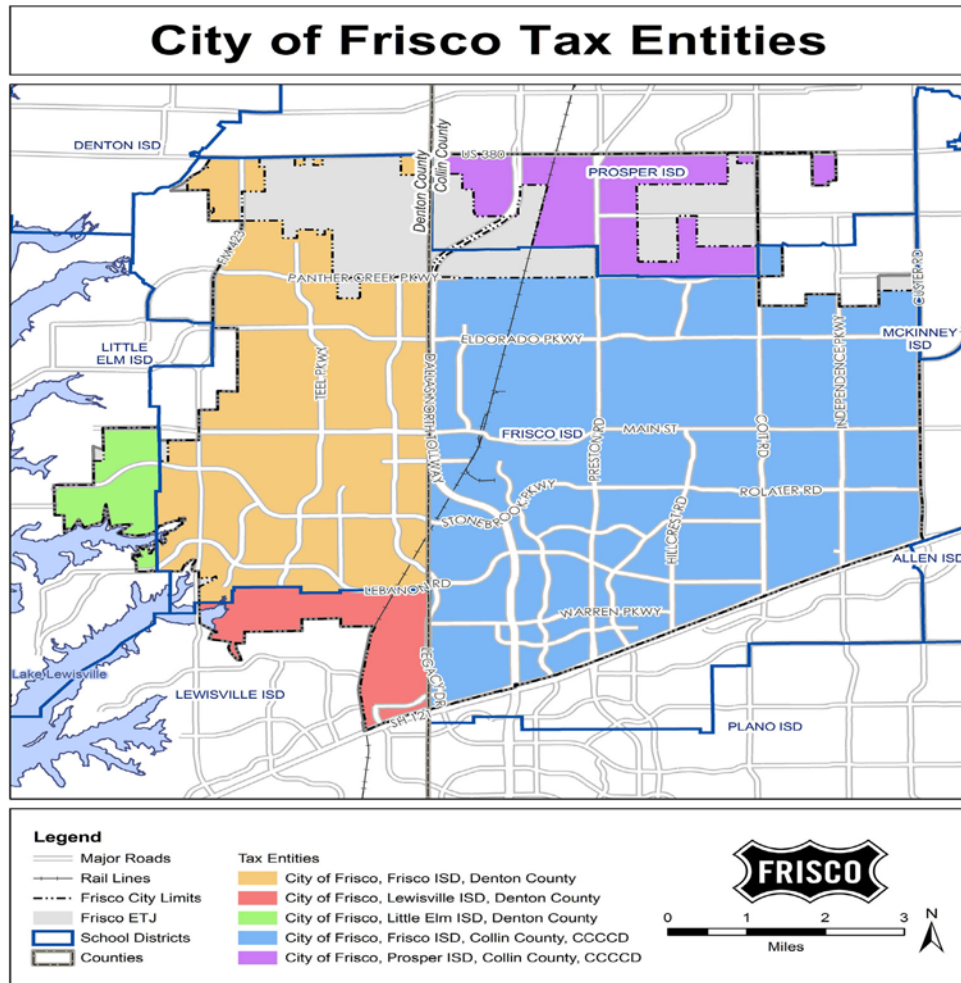 City of Frisco Tax Entities
DENTON ISD
US 380
Denton County
Collin County
PROSPER ISD
FM 423
PANTHER CREEK PKWY
CUSTER RD
LITTLE
ELM ISD
TEEL PKWY
ELDORADO PKWY
INDEPENDENCE PKWY
MCKINNEY
ISD
DALLAS NORTH TOLLWAY
FRISCO ISD
PRESTON RD
MAIN ST
COIT RD
STONEBROOK PKWY
HILLCREST RD
ROLATER RD
LEBANON RD
ALLEN ISD
WARREN PKWY
Lake Lewisville
LEWISVILLE ISD
LEGACY DR
SH 121
PLANO ISD
Legend
Major Roads
Rail Lines
Frisco City Limits
Frisco ETJ
School Districts
Counties
Tax Entities
City of Frisco, Frisco ISD, Denton County
City of Frisco, Lewisville ISD, Denton County
City of Frisco, Little Elm ISD, Denton County
City of Frisco, Frisco ISD, Collin County, CCCCD
City of Frisco, Prosper ISD, Collin County, CCCCD
FRISCO
0 1 2 3
Miles
N